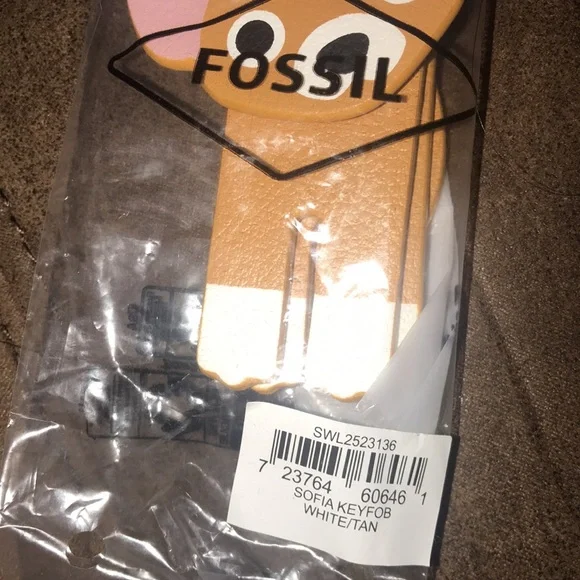 FOSSIL
SWL2523136
7 23764 60646 1
SOFIA KEYFOB
WHITE/TAN